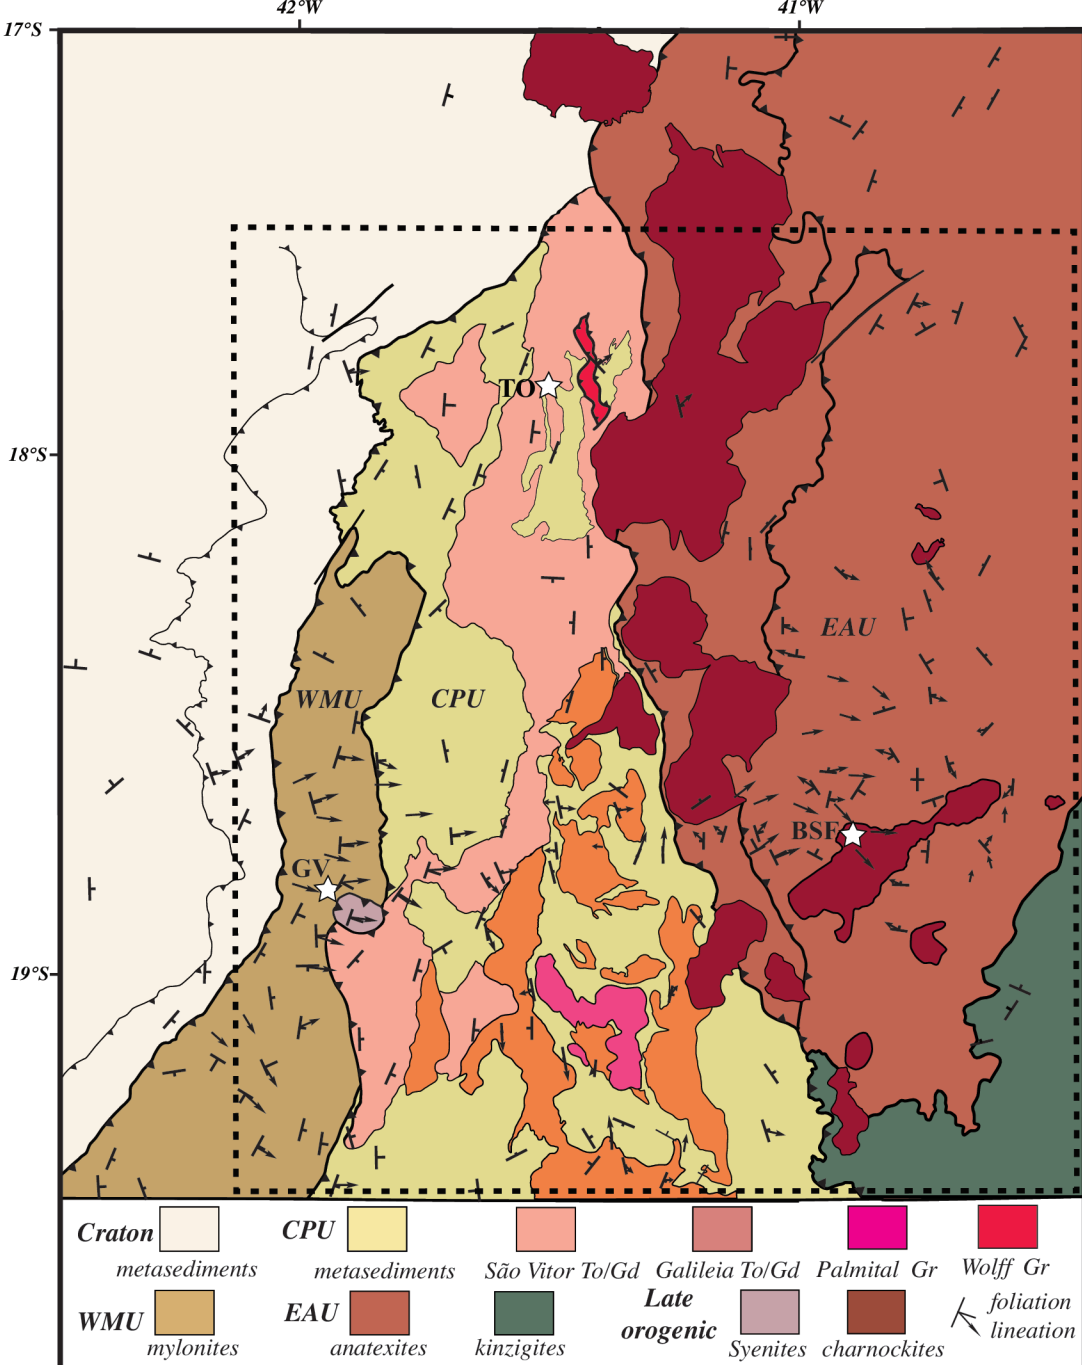 42°W 41°W
17°S
TO
18°S
EAU
WMU CPU
BSF
GV
19°S
Craton CPU
metasediments metasediments São Vitor To/Gd Galileia To/Gd Palmital Gr Wolff Gr
WMU EAU Late orogenic foliation lineation
mylonites anatexites kinzigites Syenites charnockites